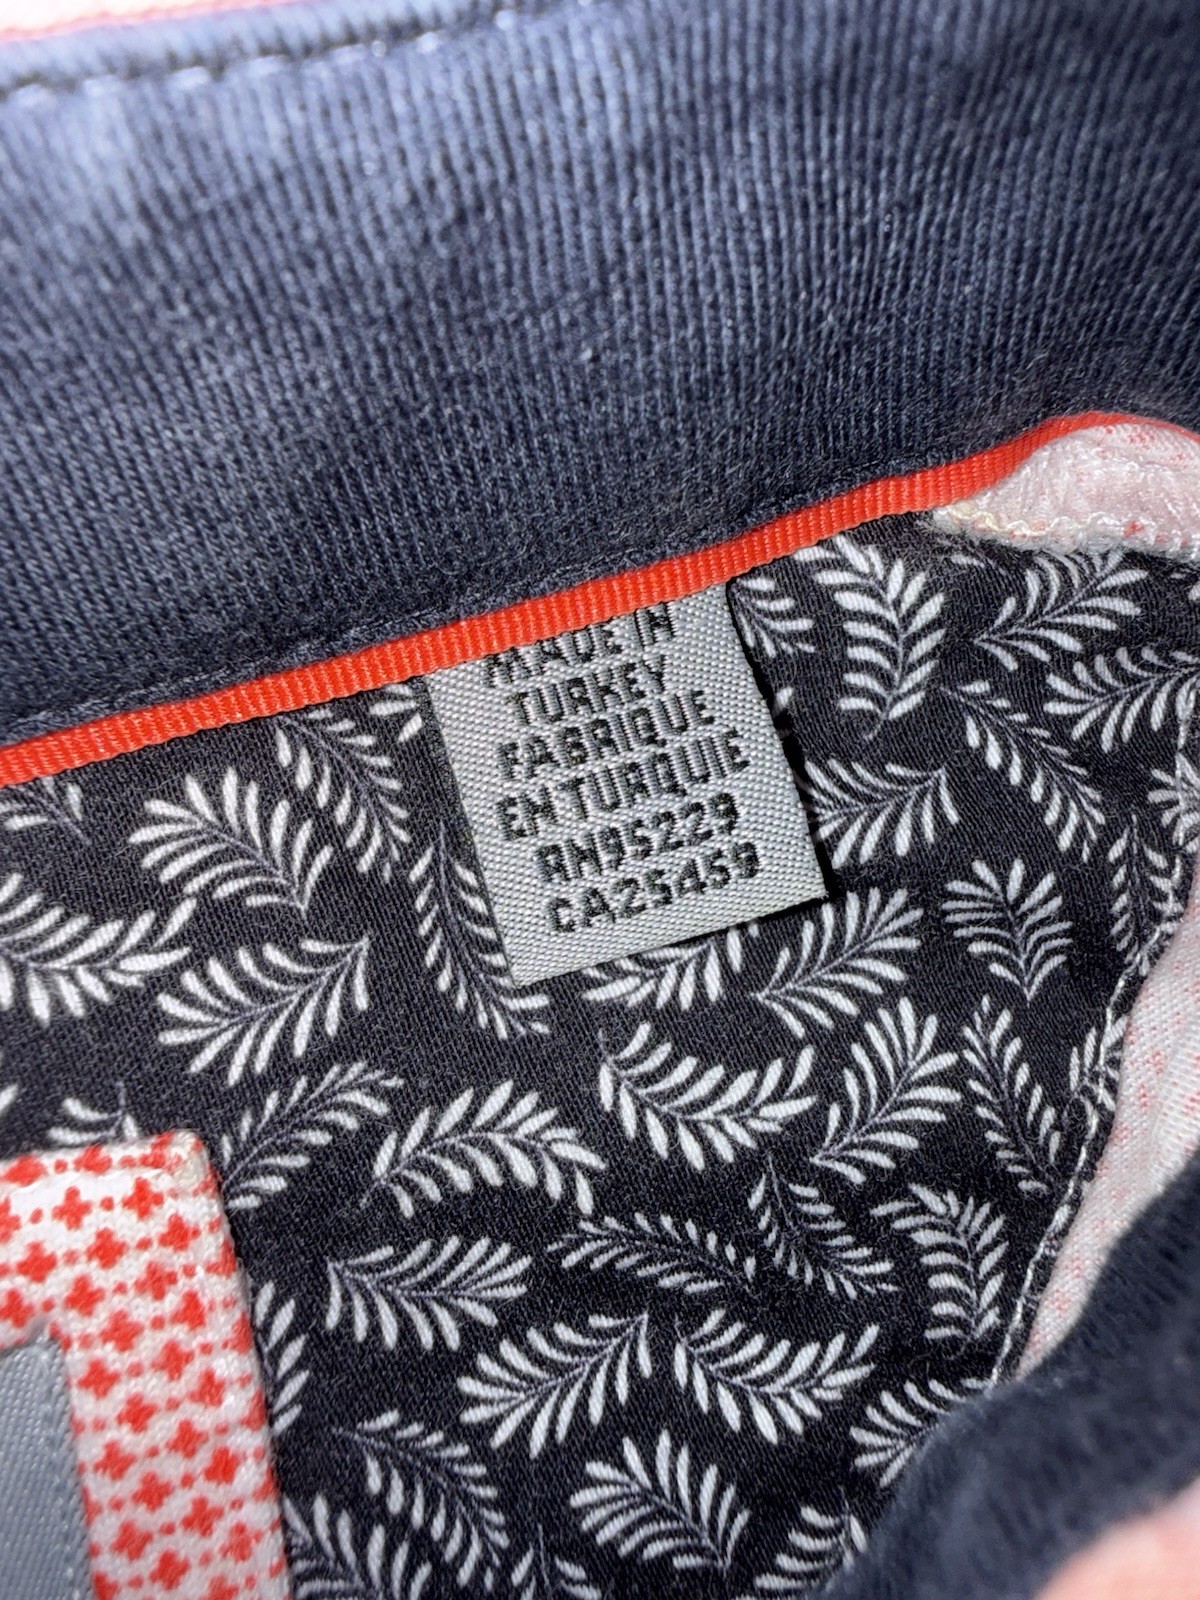 MADE IN
TURKEY
FABRIQUE
EN TURQUIE
RN95229
CA25459